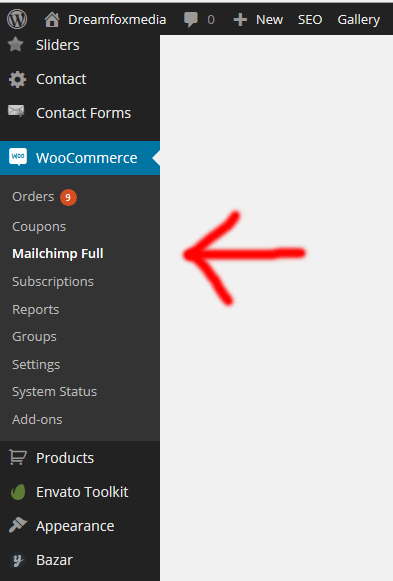 Dreamfoxmedia 0 New SEO Gallery
Sliders
Contact
Contact Forms
woo WooCommerce
Orders 9
Coupons
Mailchimp Full
Subscriptions
Reports
Groups
Settings
System Status
Add-ons
Products
Envato Toolkit
Appearance
Bazar